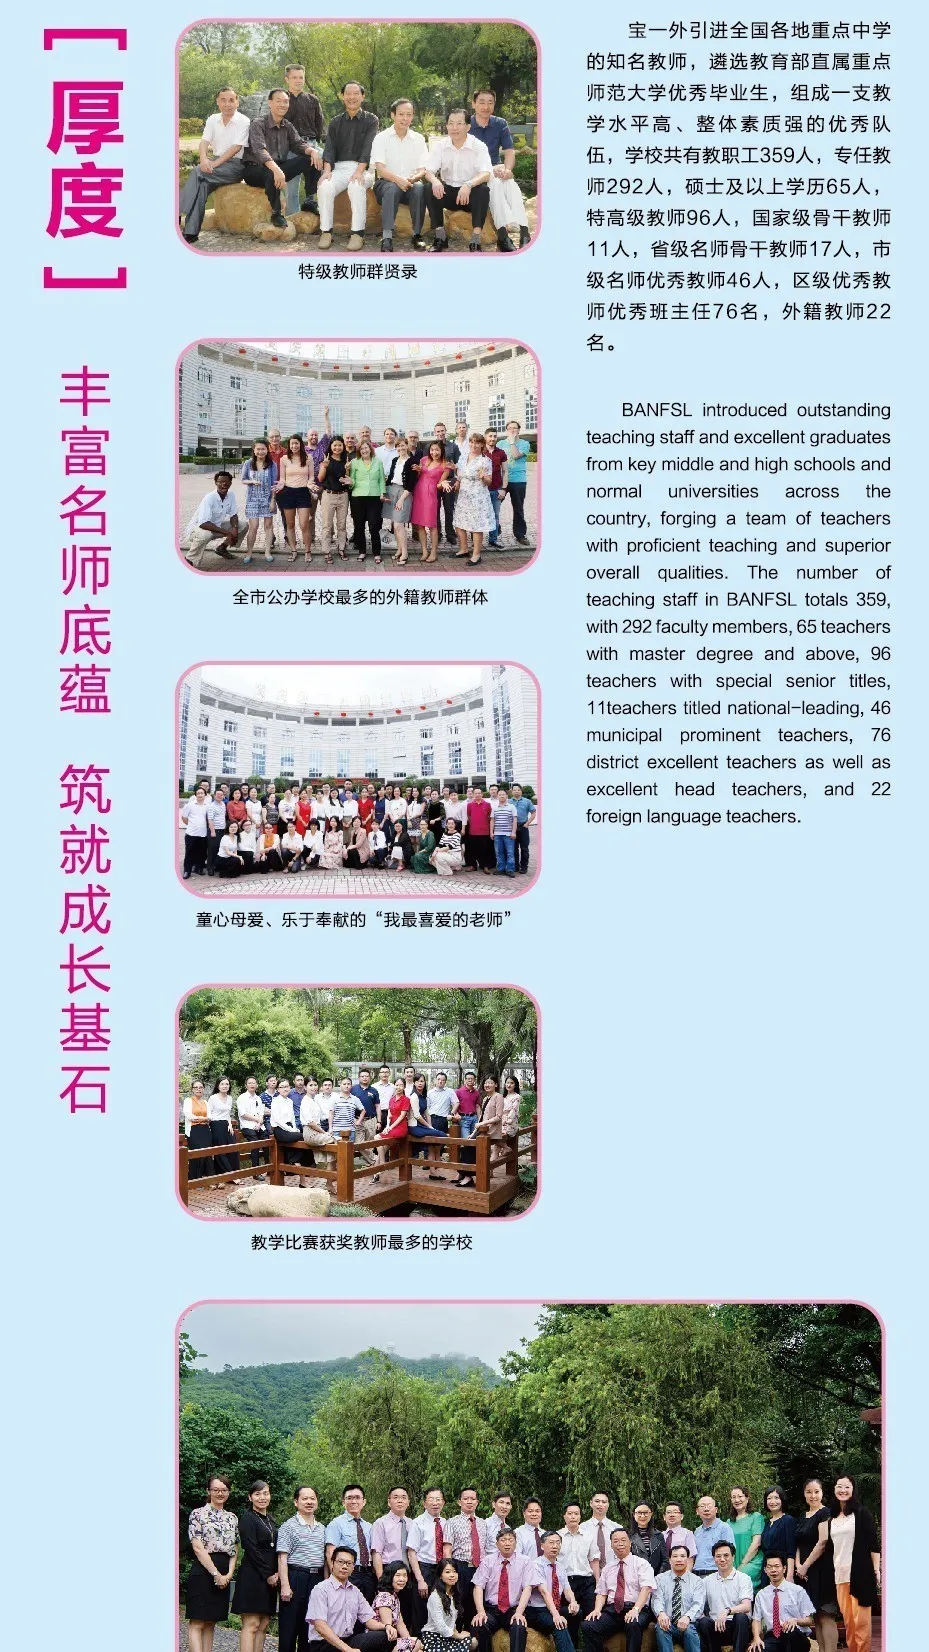 [厚度]
丰富名师底蕴 筑就成长基石
特级教师群贤录
全市公办学校最多的外籍教师群体
童心母爱、乐于奉献的“我最喜爱的老师”
教学比赛获奖教师最多的学校
宝一外引进全国各地重点中学
的知名教师，遴选教育部直属重点
师范大学优秀毕业生，组成一支教
学水平高、整体素质强的优秀队
伍，学校共有教职工359人，专任教
师292人，硕士及以上学历65人，
特高级教师96人，国家级骨干教师
11人，省级名师骨干教师17人，市
级名师优秀教师46人，区级优秀教
师优秀班主任76名，外籍教师22
名。
BANFSL introduced outstanding
teaching staff and excellent graduates
from key middle and high schools and
normal universities across the
country, forging a team of teachers
with proficient teaching and superior
overall qualities. The number of
teaching staff in BANFSL totals 359,
with 292 faculty members, 65 teachers
with master degree and above, 96
teachers with special senior titles,
11teachers titled national-leading, 46
municipal prominent teachers, 76
district excellent teachers as well as
excellent head teachers, and 22
foreign language teachers.